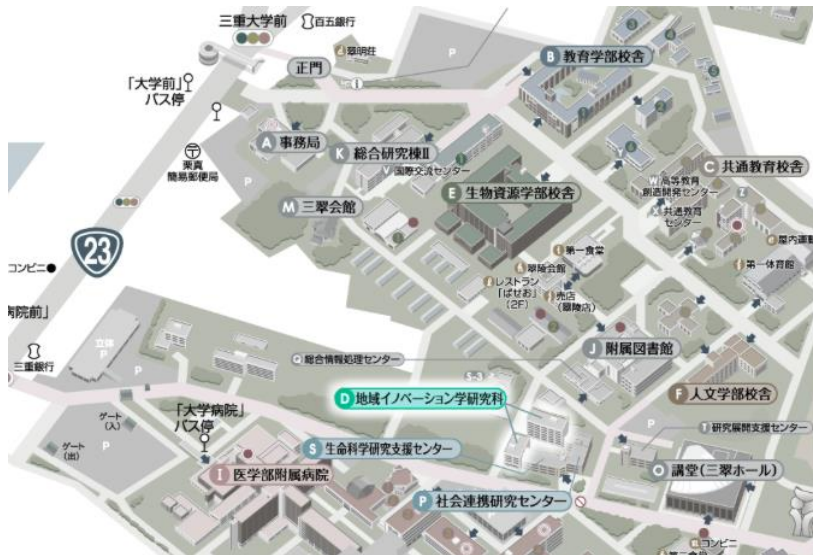 三重大学前
百五銀行
翠明荘
正門
「大学前」
バス停
B 教育学部校舎
A 事務局
K 総合研究棟Ⅱ
V 国際交流センター
栗真
簡易郵便局
M 三翠会館
E 生物資源学部校舎
C 共通教育校舎
W 高等教育
創造開発センター
X 共通教育
センター
Z
屋内運動
第一体育館
第一食堂
翠陵会館
レストラン
「ぱせお」
(2F)
売店
(翠陵店)
23
コンビニ
病院前」
三重銀行
立体
P
Q 総合情報処理センター
J 附属図書館
S-3
D 地域イノベーション学研究科
F 人文学部校舎
T 研究展開支援センター
ゲート
(入)
ゲート
(出)
「大学病院」
バス停
S 生命科学研究支援センター
I 医学部附属病院
P 社会連携研究センター
O 講堂(三翠ホール)
コンビニ